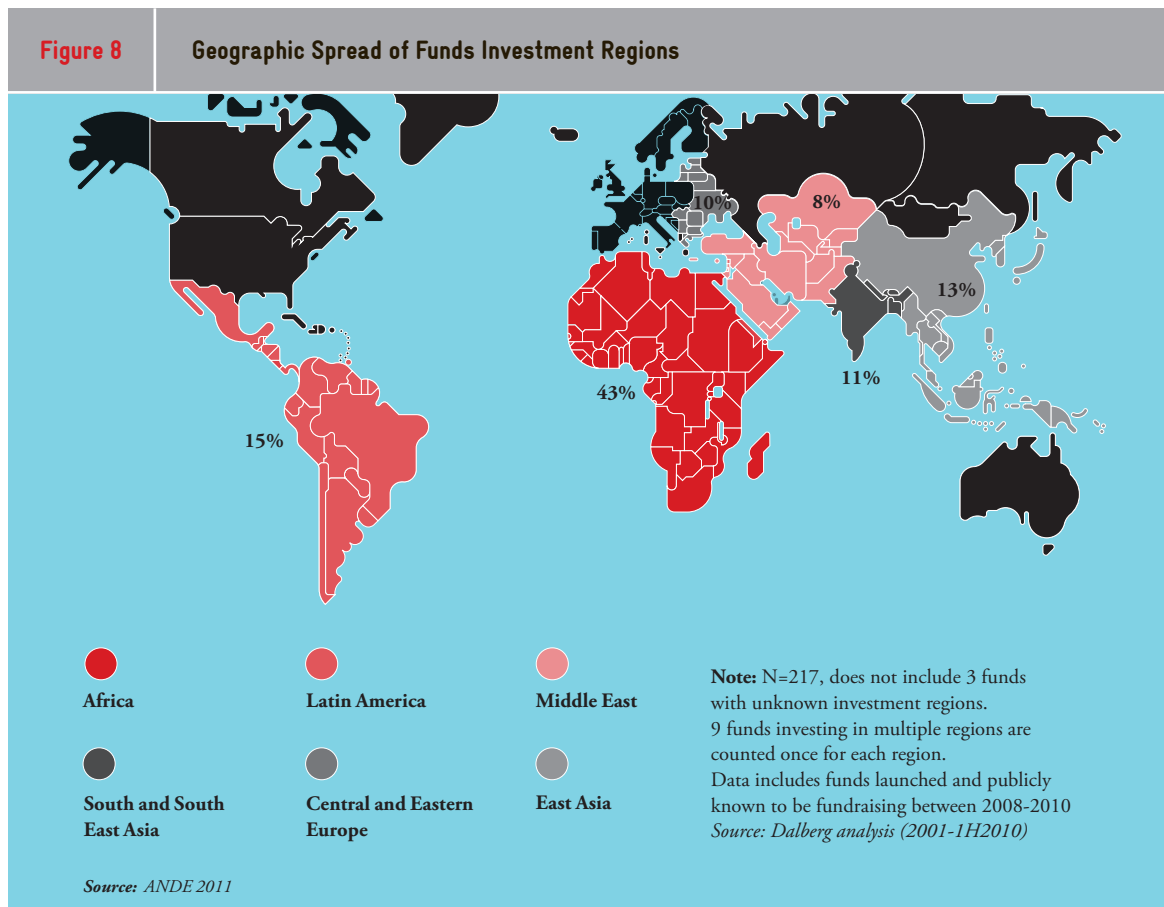 Figure 8
Geographic Spread of Funds Investment Regions
10%
8%
13%
11%
43%
15%
Africa
Latin America
Middle East
South and South
East Asia
Central and Eastern
Europe
East Asia
Note: N=217, does not include 3 funds
with unknown investment regions.
9 funds investing in multiple regions are
counted once for each region.
Data includes funds launched and publicly
known to be fundraising between 2008-2010
Source: Dalberg analysis (2001-1H2010)
Source: ANDE 2011